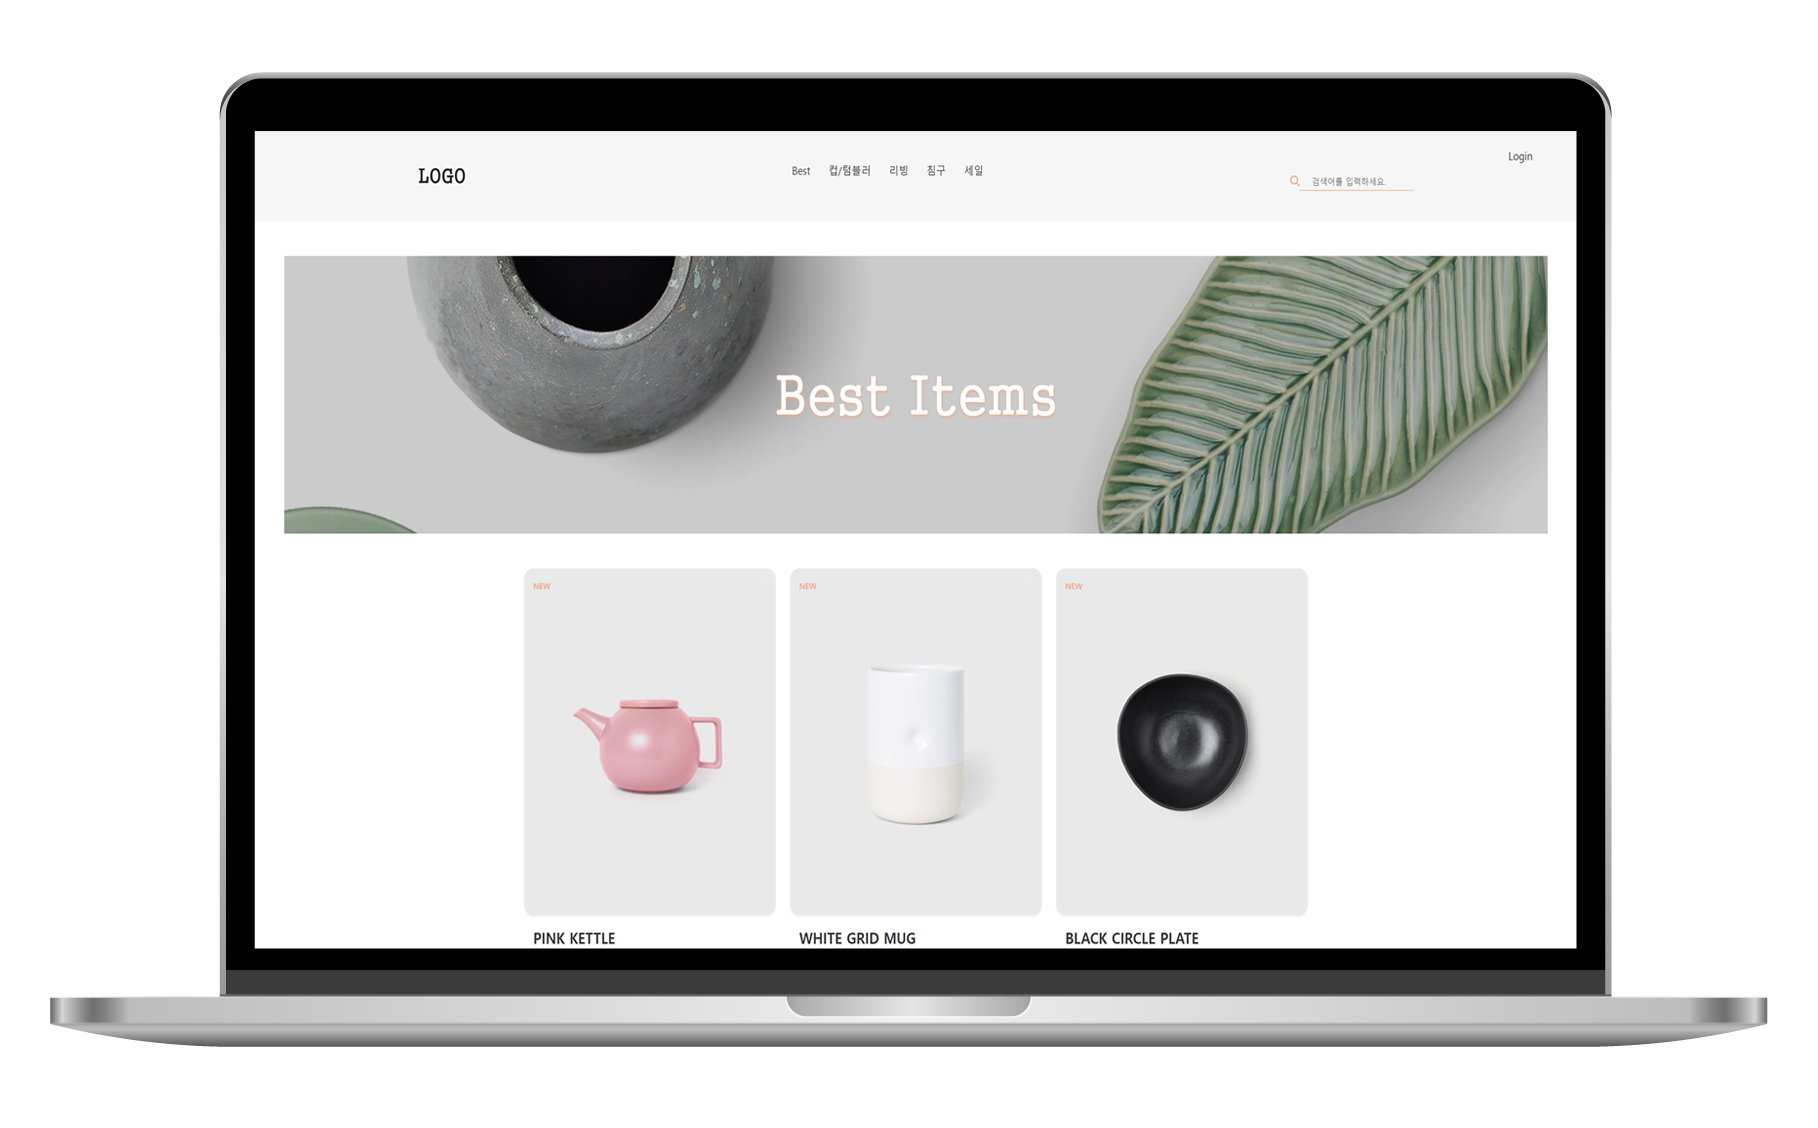 LOGO
Best 컵/텀블러 리빙 침구 세일
Login
검색어를 입력하세요.
Best Items
NEW
NEW
NEW
PINK KETTLE
WHITE GRID MUG
BLACK CIRCLE PLATE